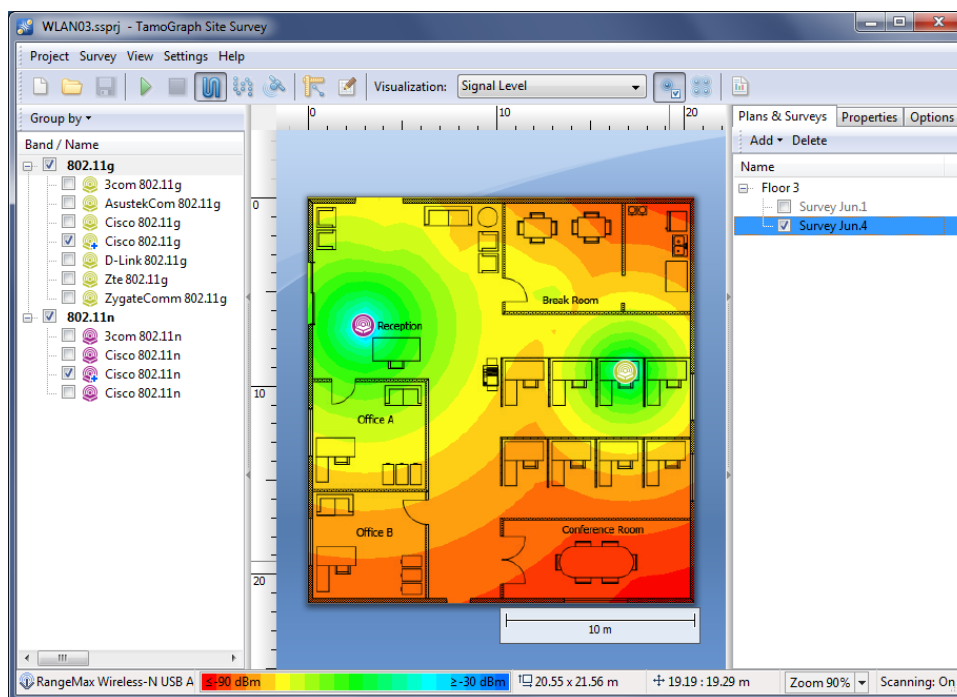 WLAN03.ssprj - TamoGraph Site Survey
Project Survey View Settings Help
Visualization: Signal Level
Group by
Band / Name
802.11g
3com 802.11g
AsustekCom 802.11g
Cisco 802.11g
Cisco 802.11g
D-Link 802.11g
Zte 802.11g
ZygateComm 802.11g
802.11n
3com 802.11n
Cisco 802.11n
Cisco 802.11n
Cisco 802.11n
0 10 20
0
10
20
Reception
Break Room
Office A
Office B
Conference Room
10 m
Plans & Surveys Properties Options
Add Delete
Name
Floor 3
Survey Jun.1
Survey Jun.4
RangeMax Wireless-N USB A ≤-90 dBm ≥-30 dBm 20.55 x 21.56 m 19.19 : 19.29 m Zoom 90% Scanning: On